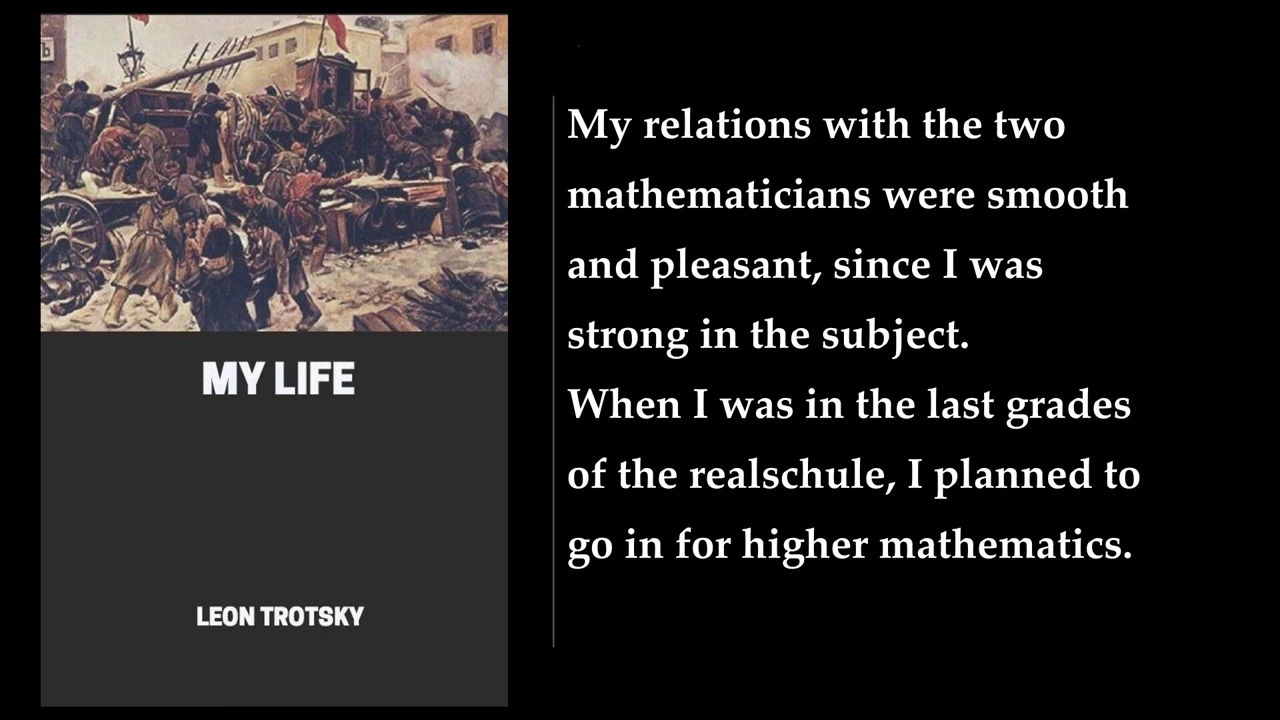 MY LIFE
LEON TROTSKY
My relations with the two
mathematicians were smooth
and pleasant, since I was
strong in the subject.
When I was in the last grades
of the realschule, I planned to
go in for higher mathematics.